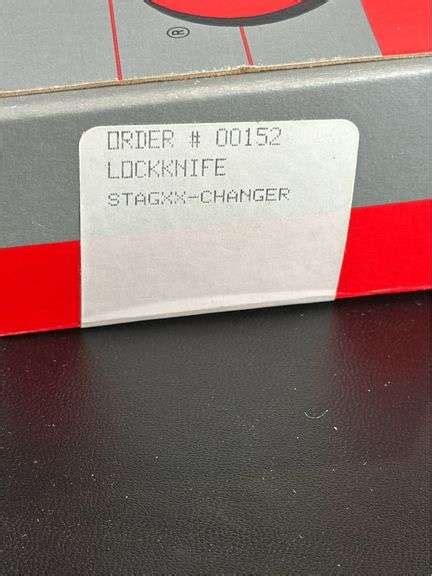 ®
ORDER # 00152
LOCKKNIFE
STAGXX-CHANGER